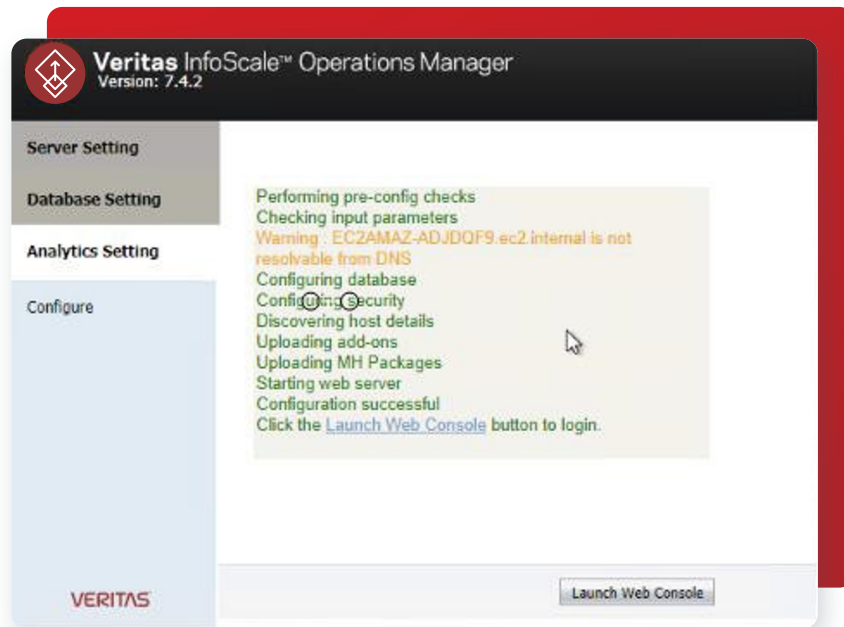 Veritas InfoScale™ Operations Manager
Version: 7.4.2
Server Setting
Database Setting
Analytics Setting
Configure
Performing pre-config checks
Checking input parameters
Warning : EC2AMAZ-ADJDQF9.ec2.internal is not
resolvable from DNS
Configuring database
Configuring security
Discovering host details
Uploading add-ons
Uploading MH Packages
Starting web server
Configuration successful
Click the Launch Web Console button to login.
VERITAS
Launch Web Console